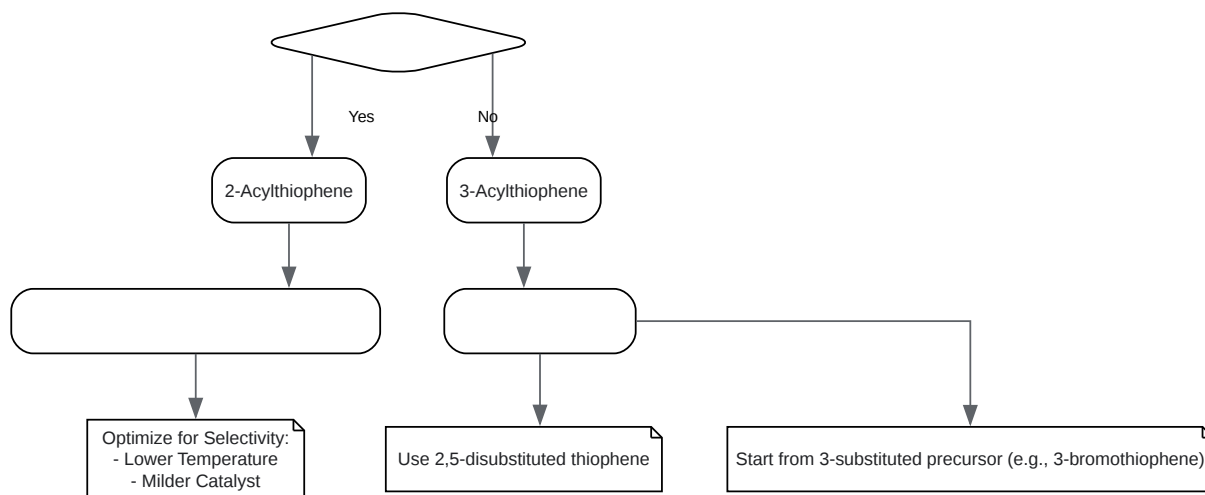 Yes
No
2-Acylthiophene
3-Acylthiophene
Optimize for Selectivity:
- Lower Temperature
- Milder Catalyst
Use 2,5-disubstituted thiophene
Start from 3-substituted precursor (e.g., 3-bromothiophene)